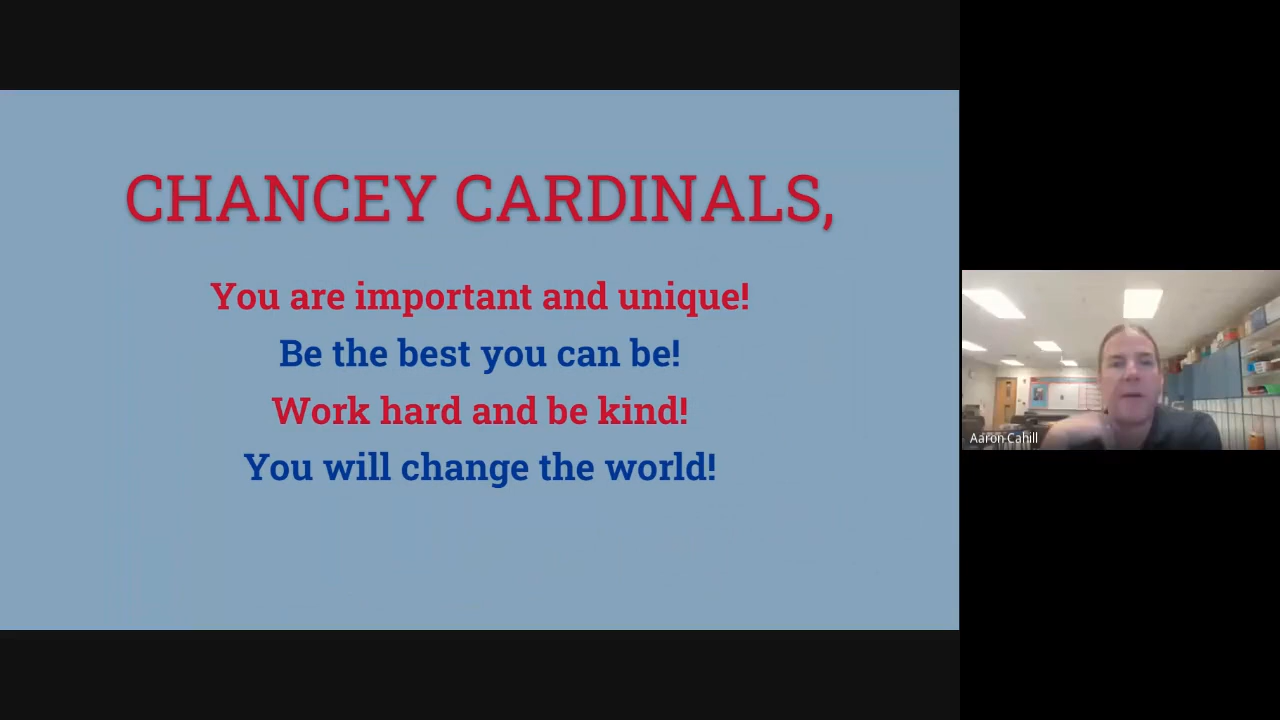 CHANCEY CARDINALS,
You are important and unique!
Be the best you can be!
Work hard and be kind!
You will change the world!
Aaron Cahill